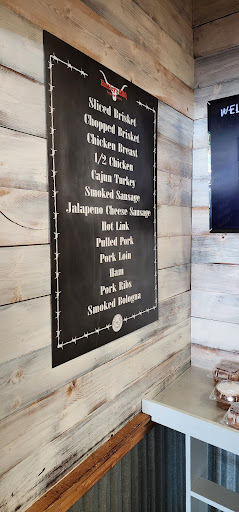 Sliced Brisket
Chopped Brisket
Chicken Breast
1/2 Chicken
Cajun Turkey
Smoked Sausage
Jalapeno Cheese Sausage
Hot Link
Pulled Pork
Pork Loin
Ham
Pork Ribs
Smoked Bologna
WEL